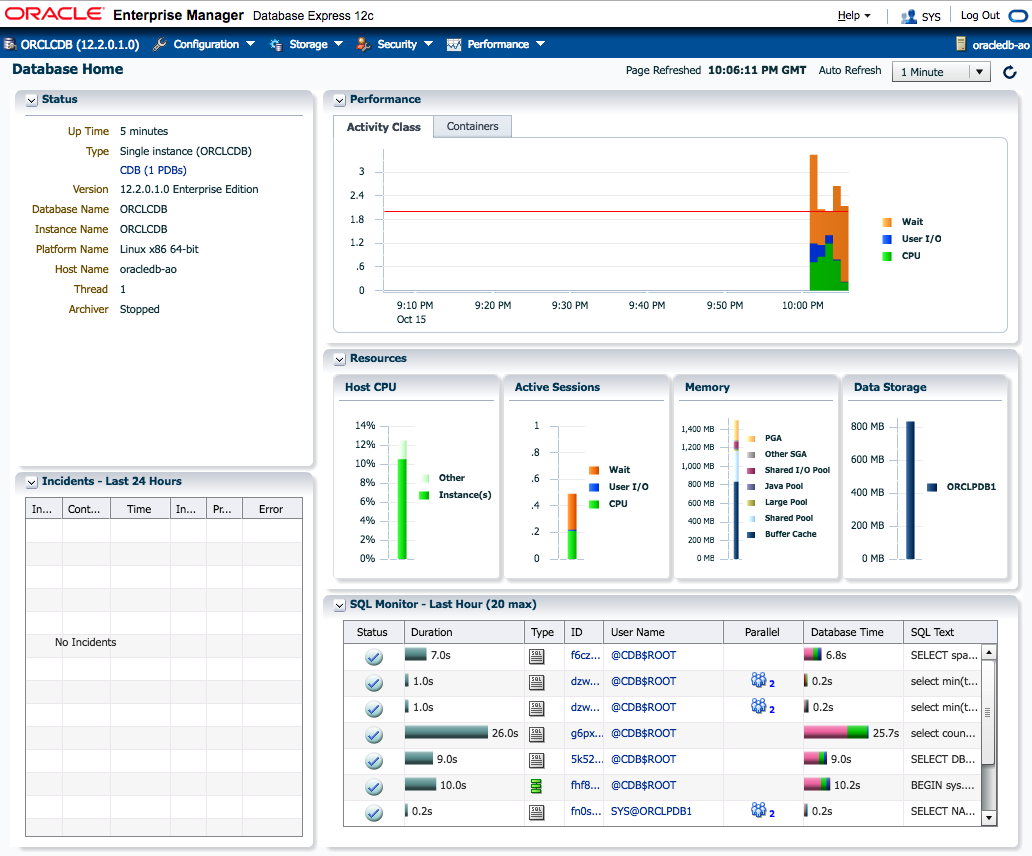 ORACLE Enterprise Manager Database Express 12c
Help SYS Log Out
ORCLCDB (12.2.0.1.0) Configuration Storage Security Performance oracledb-ao
Database Home
Page Refreshed 10:06:11 PM GMT Auto Refresh 1 Minute
Status
Up Time 5 minutes
Type Single instance (ORCLCDB)
CDB (1 PDBs)
Version 12.2.0.1.0 Enterprise Edition
Database Name ORCLCDB
Instance Name ORCLCDB
Platform Name Linux x86 64-bit
Host Name oracledb-ao
Thread 1
Archiver Stopped
Performance
Activity Class Containers
3
2.4
1.8
1.2
.6
0
9:10 PM 9:20 PM 9:30 PM 9:40 PM 9:50 PM 10:00 PM
Oct 15
Wait
User I/O
CPU
Resources
Host CPU
14%
12%
10%
8%
6%
4%
2%
0%
Other
Instance(s)
Active Sessions
1
.8
.6
.4
.2
0
Wait
User I/O
CPU
Memory
1,400 MB
1,200 MB
1,000 MB
800 MB
600 MB
400 MB
200 MB
0 MB
PGA
Other SGA
Shared I/O Pool
Java Pool
Large Pool
Shared Pool
Buffer Cache
Data Storage
800 MB
600 MB
400 MB
200 MB
0 MB
ORCLPDB1
Incidents - Last 24 Hours
In... Cont... Time In... Pr... Error
No Incidents
SQL Monitor - Last Hour (20 max)
Status Duration Type ID User Name Parallel Database Time SQL Text
7.0s SQL f6cz... @CDB$ROOT 6.8s SELECT spa...
1.0s SQL dzw... @CDB$ROOT 2 0.2s select min(t...
1.0s SQL dzw... @CDB$ROOT 2 0.2s select min(t...
26.0s SQL g6px... @CDB$ROOT 25.7s select coun...
9.0s SQL 5k52... @CDB$ROOT 9.0s SELECT DB...
10.0s fhf8... @CDB$ROOT 10.2s BEGIN sys....
0.2s SQL fn0s... SYS@ORCLPDB1 2 0.2s SELECT NA...